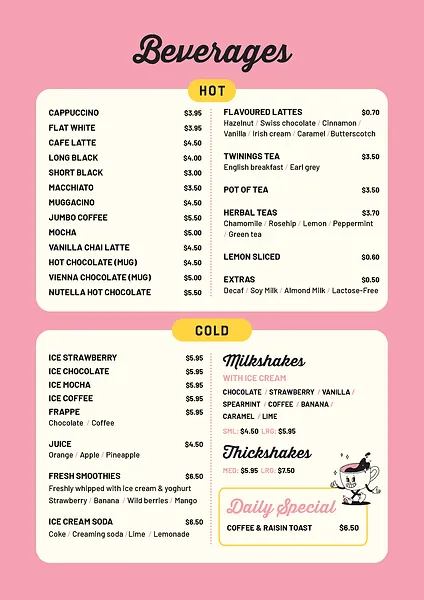 Beverages
HOT
CAPPUCCINO $3.95
FLAT WHITE $3.95
CAFE LATTE $4.50
LONG BLACK $4.00
SHORT BLACK $3.00
MACCHIATO $3.50
MUGGACINO $4.50
JUMBO COFFEE $5.50
MOCHA $5.00
VANILLA CHAI LATTE $4.50
HOT CHOCOLATE (MUG) $4.50
VIENNA CHOCOLATE (MUG) $5.00
NUTELLA HOT CHOCOLATE $5.50
FLAVOURED LATTES $0.70
Hazelnut / Swiss chocolate / Cinnamon /
Vanilla / Irish cream / Caramel / Butterscotch
TWININGS TEA $3.50
English breakfast / Earl grey
POT OF TEA $3.50
HERBAL TEAS $3.70
Chamomile / Rosehip / Lemon / Peppermint
/ Green tea
LEMON SLICED $0.60
EXTRAS $0.50
Decaf / Soy Milk / Almond Milk / Lactose-Free
COLD
ICE STRAWBERRY $5.95
ICE CHOCOLATE $5.95
ICE MOCHA $5.95
ICE COFFEE $5.95
FRAPPE $5.95
Chocolate / Coffee
JUICE $4.50
Orange / Apple / Pineapple
FRESH SMOOTHIES $6.50
Freshly whipped with ice cream & yoghurt
Strawberry / Banana / Wild berries / Mango
ICE CREAM SODA $6.50
Coke / Creaming soda / Lime / Lemonade
Milkshakes
WITH ICE CREAM
CHOCOLATE / STRAWBERRY / VANILLA /
SPEARMINT / COFFEE / BANANA /
CARAMEL / LIME
SML: $4.50 LRG: $5.95
Thickshakes
MED: $5.95 LRG: $7.50
Daily Special
COFFEE & RAISIN TOAST $6.50